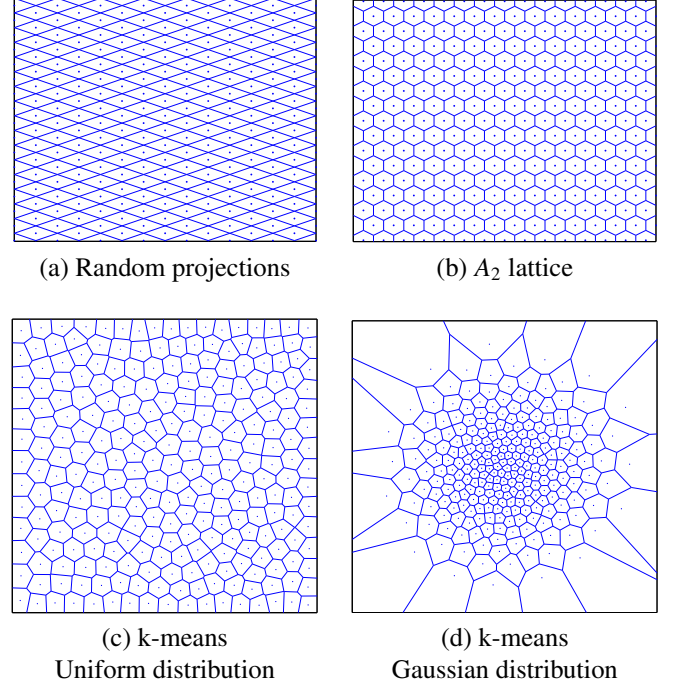 (a) Random projections
(b) A₂ lattice
(c) k-means
Uniform distribution
(d) k-means
Gaussian distribution